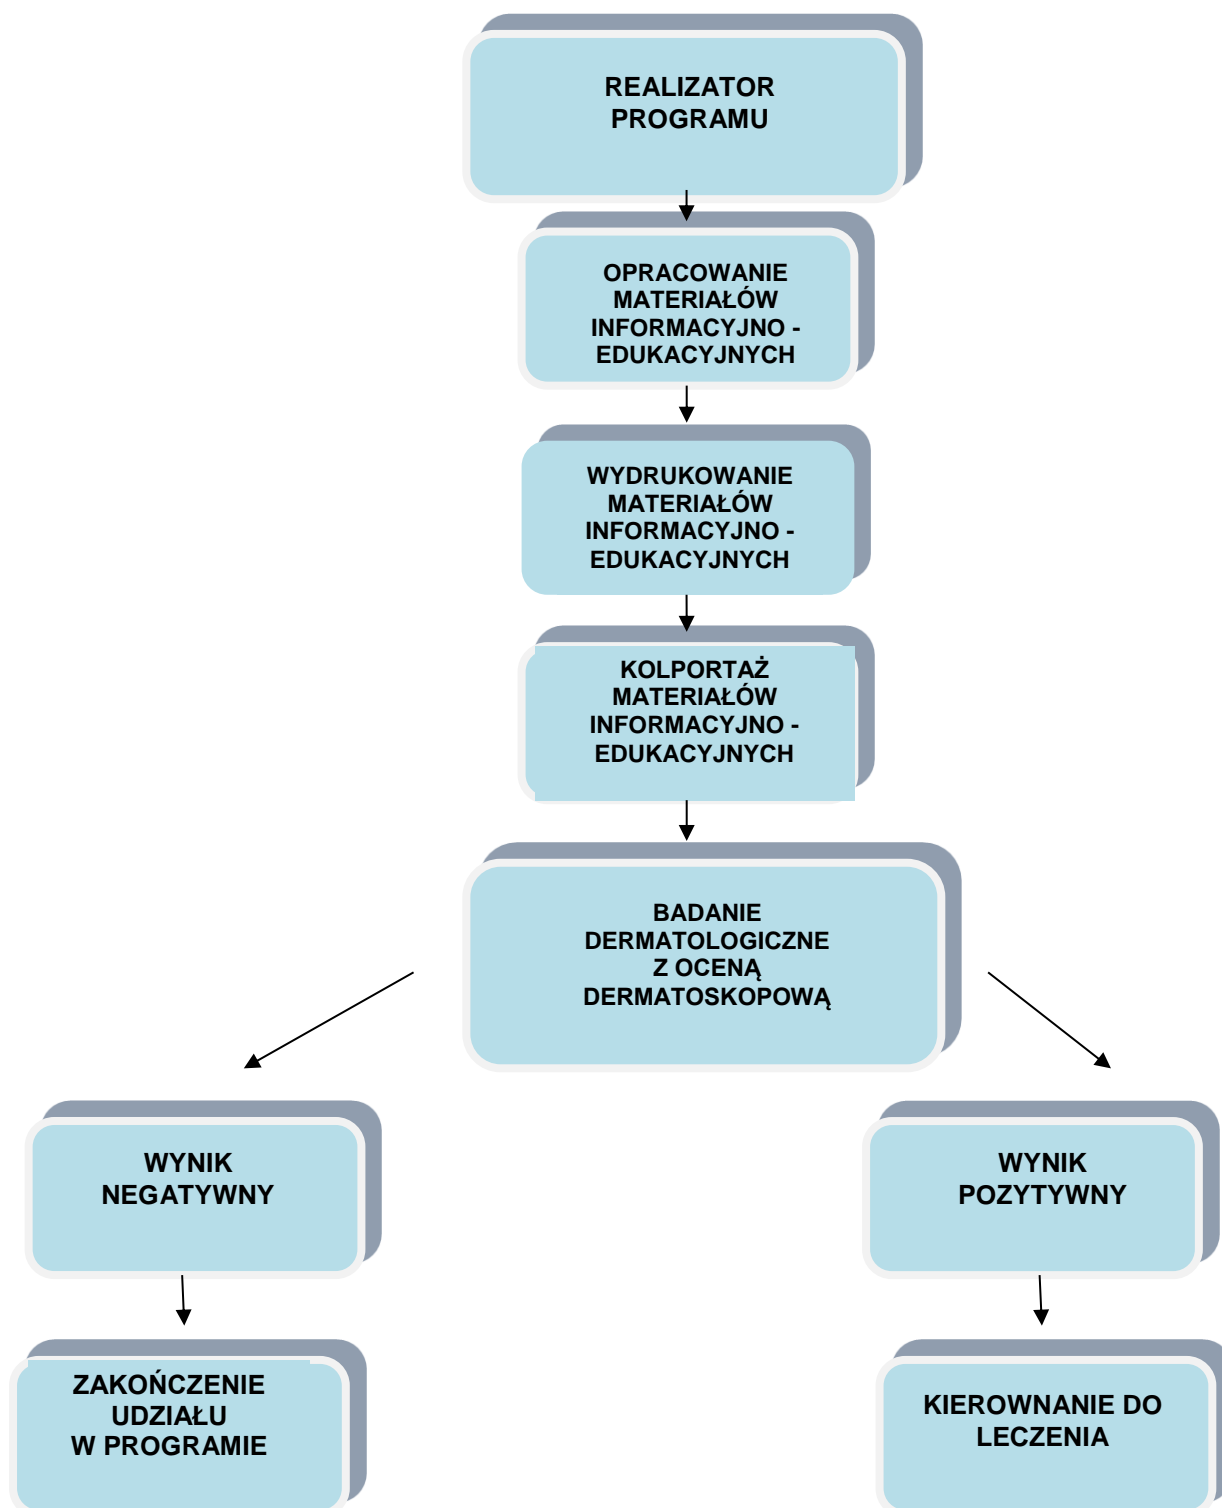 REALIZATOR
PROGRAMU
OPRACOWANIE
MATERIAŁÓW
INFORMACYJNO -
EDUKACYJNYCH
WYDRUKOWANIE
MATERIAŁÓW
INFORMACYJNO -
EDUKACYJNYCH
KOLPORTAŻ
MATERIAŁÓW
INFORMACYJNO -
EDUKACYJNYCH
BADANIE
DERMATOLOGICZNE
Z OCENĄ
DERMATOSKOPOWĄ
WYNIK
NEGATYWNY
WYNIK
POZYTYWNY
ZAKOŃCZENIE
UDZIAŁU
W PROGRAMIE
KIEROWNANIE DO
LECZENIA